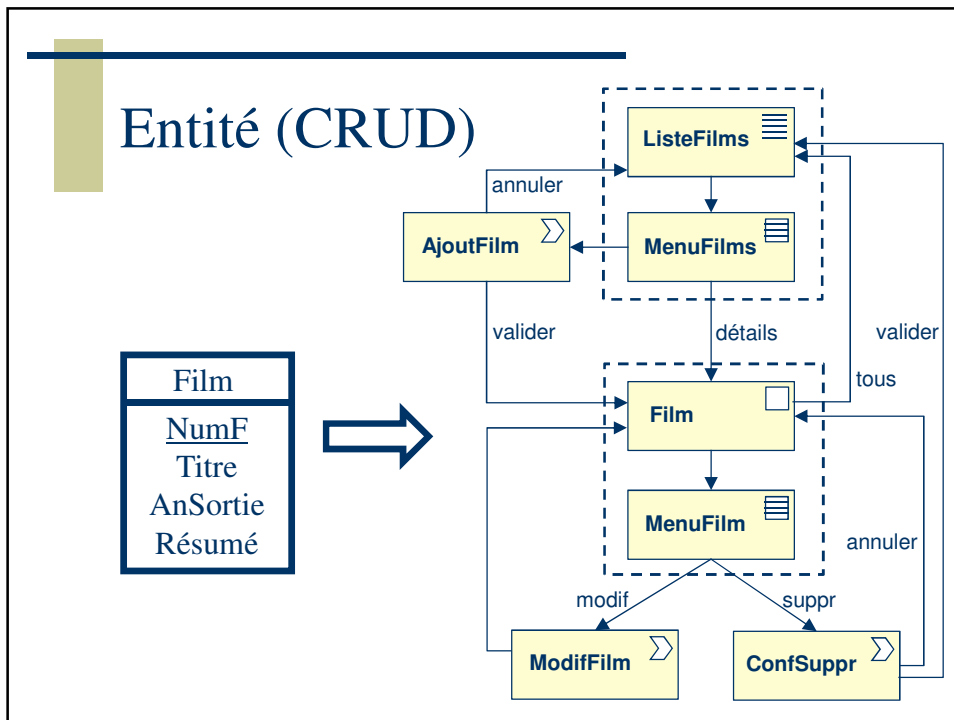 Entité (CRUD)
ListeFilms
annuler
AjoutFilm
MenuFilms
valider
détails
valider
tous
Film
NumF
Titre
AnSortie
Résumé
Film
MenuFilm
annuler
modif
suppr
ModifFilm
ConfSuppr